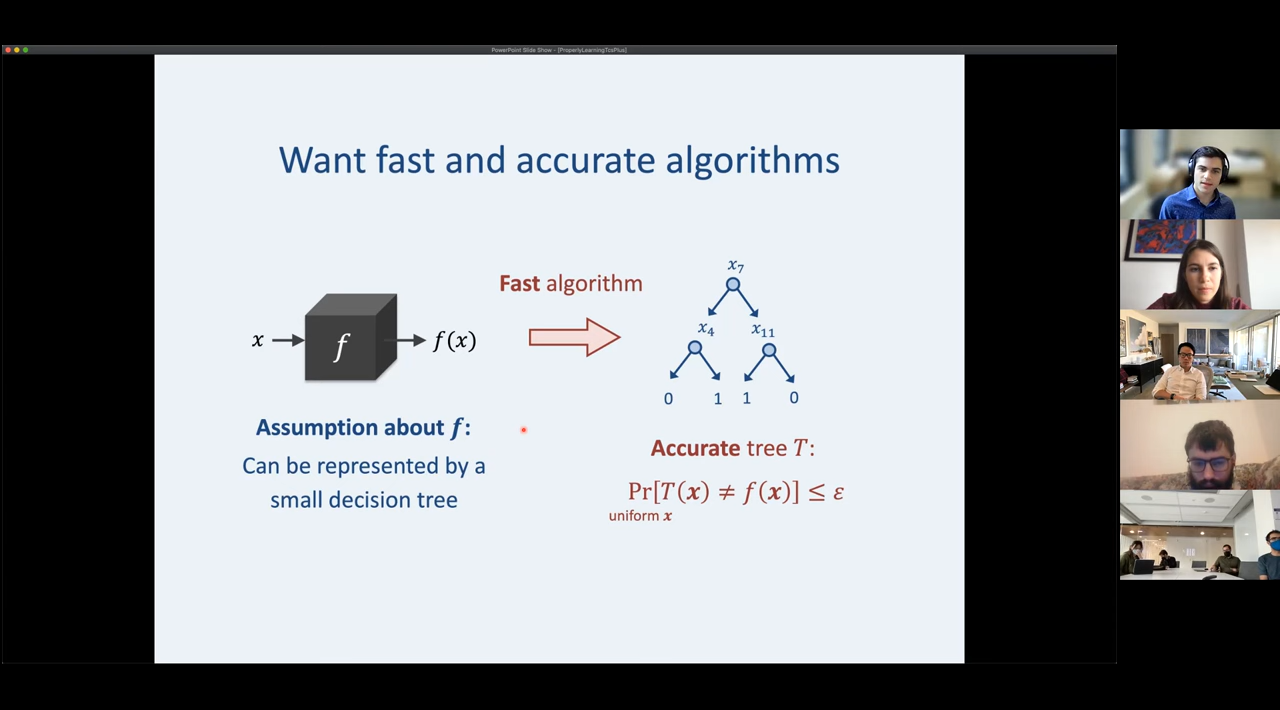 PowerPoint Slide Show - [ProperlyLearningTcsPlus]
Want fast and accurate algorithms
x
f
f(x)
Assumption about f:
Can be represented by a
small decision tree
Fast algorithm
x₇
x₄ x₁₁
0 1 1 0
Accurate tree T:
Pr[T(x) ≠ f(x)] ≤ ε
uniform x